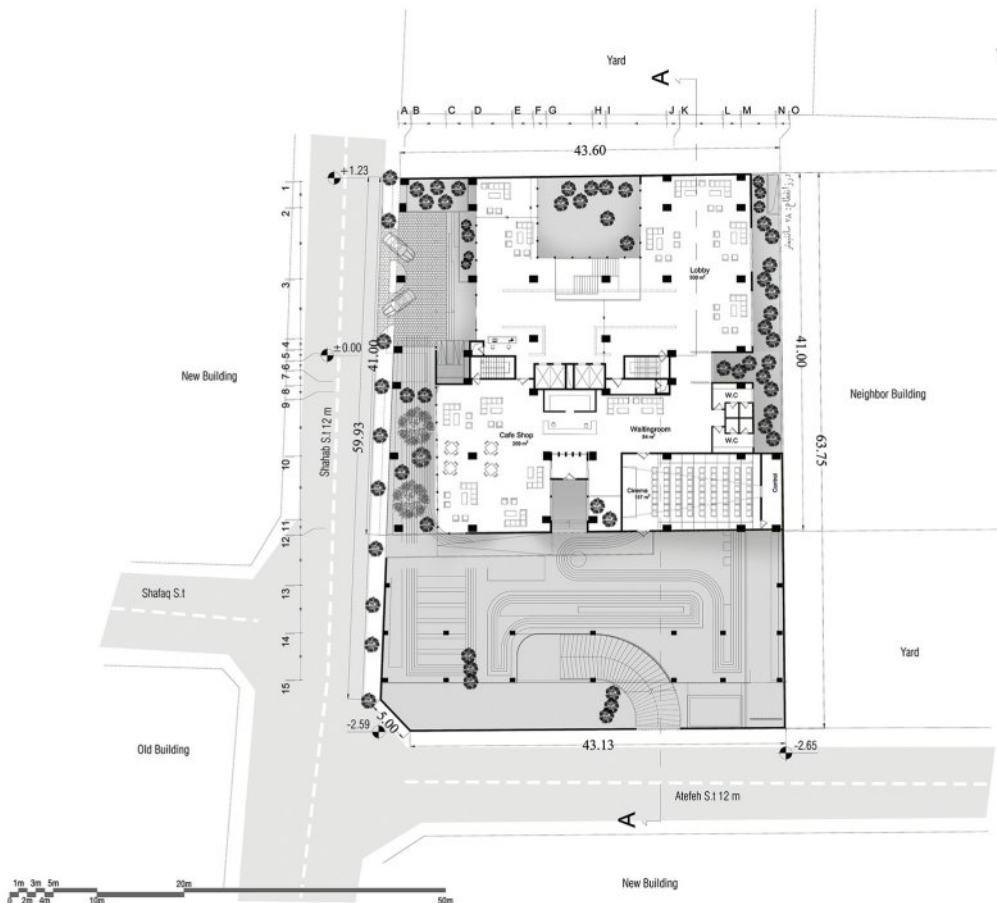 Yard
A
A B C D E F G H I J K L M N O
43.60
+1.23
1
2
3
4
5
6
7
8
9
10
11
12
13
14
15
Lobby
41.00
±0.00
41.00
New Building
Neighbor Building
W.C
W.C
Shahab S.t 12 m
59.93
63.75
Cafe Shop
200 m²
Waitingroom
Cinema
Control
Shafaq S.t
Yard
-2.59
5.00
43.13
-2.65
Old Building
Atefeh S.t 12 m
A
New Building
1m 3m 5m 20m
0 2m 4m 10m 50m